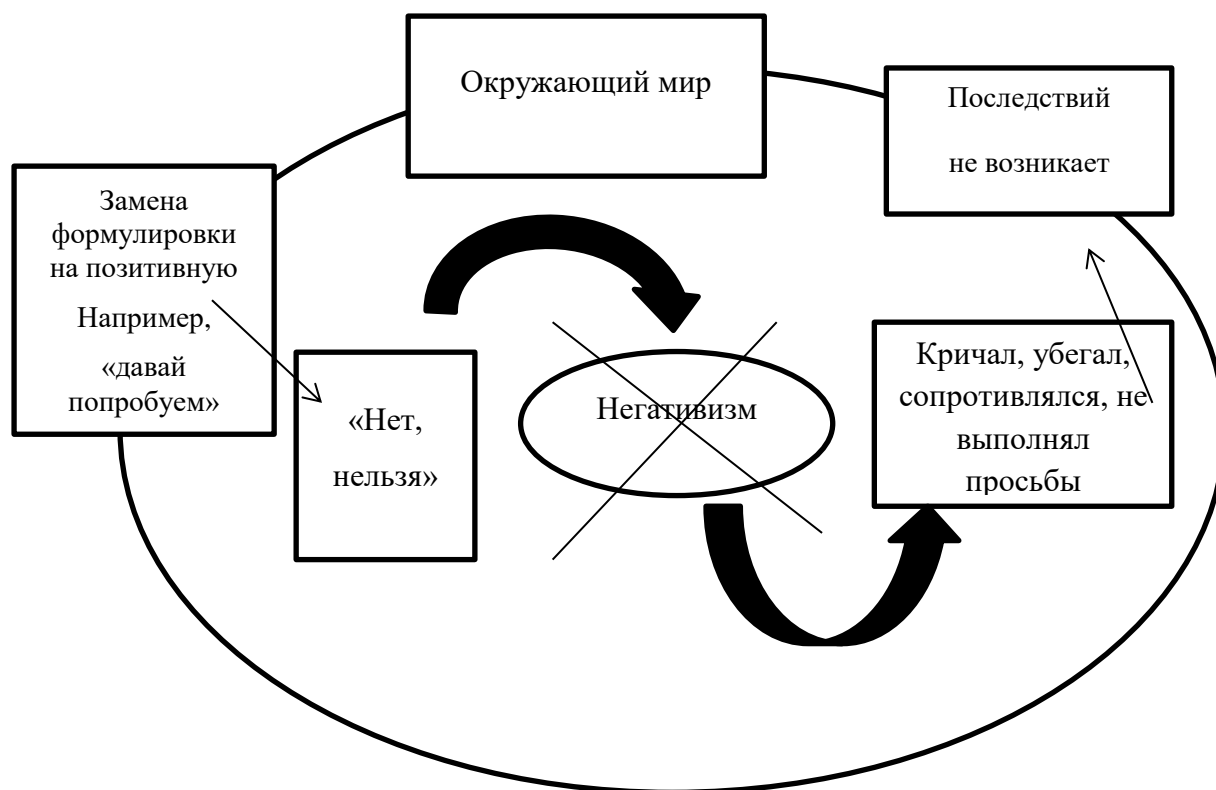 Окружающий мир
Последствий
не возникает
Замена
формулировки
на позитивную
Например,
«давай
попробуем»
«Нет,
нельзя»
Негативизм
Кричал, убегал,
сопротивлялся, не
выполнял
просьбы